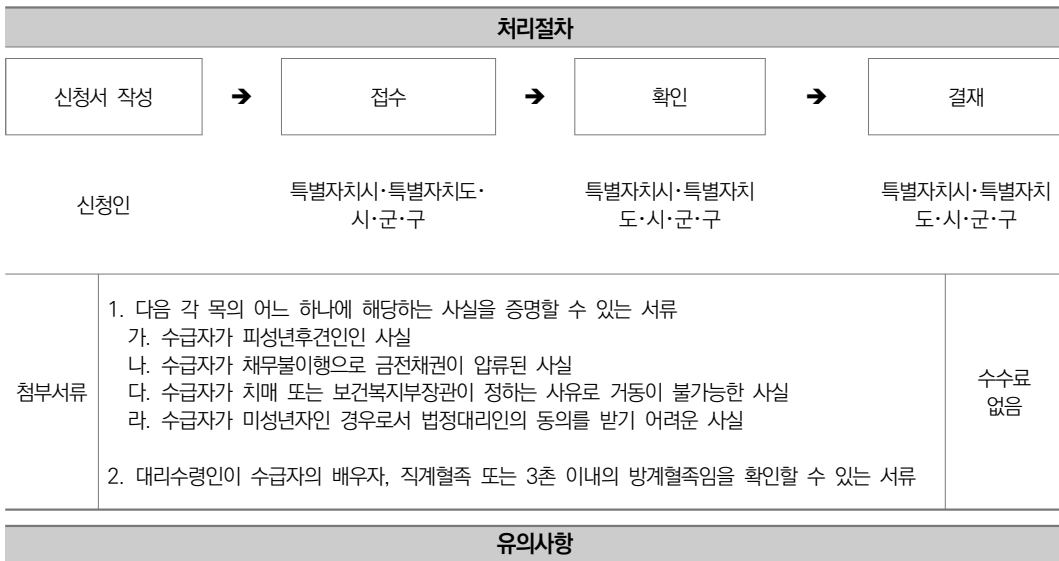 처리절차
신청서 작성 ➔ 접수 ➔ 확인 ➔ 결재
신청인
특별자치시·특별자치도·
시·군·구
특별자치시·특별자치
도·시·군·구
특별자치시·특별자치
도·시·군·구
첨부서류
1. 다음 각 목의 어느 하나에 해당하는 사실을 증명할 수 있는 서류
가. 수급자가 피성년후견인인 사실
나. 수급자가 채무불이행으로 금전채권이 압류된 사실
다. 수급자가 치매 또는 보건복지부장관이 정하는 사유로 거동이 불가능한 사실
라. 수급자가 미성년자인 경우로서 법정대리인의 동의를 받기 어려운 사실
2. 대리수령인이 수급자의 배우자, 직계혈족 또는 3촌 이내의 방계혈족임을 확인할 수 있는 서류
수수료
없음
유의사항